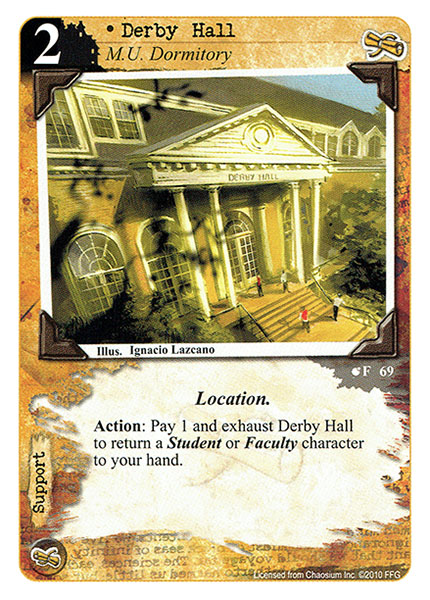 2
• Derby Hall
M.U. Dormitory
DERBY HALL
Illus. Ignacio Lazcano
F 69
Location.
Action: Pay 1 and exhaust Derby Hall
to return a Student or Faculty character
to your hand.
Support
Licensed from Chaosium Inc. ©2010 FFG